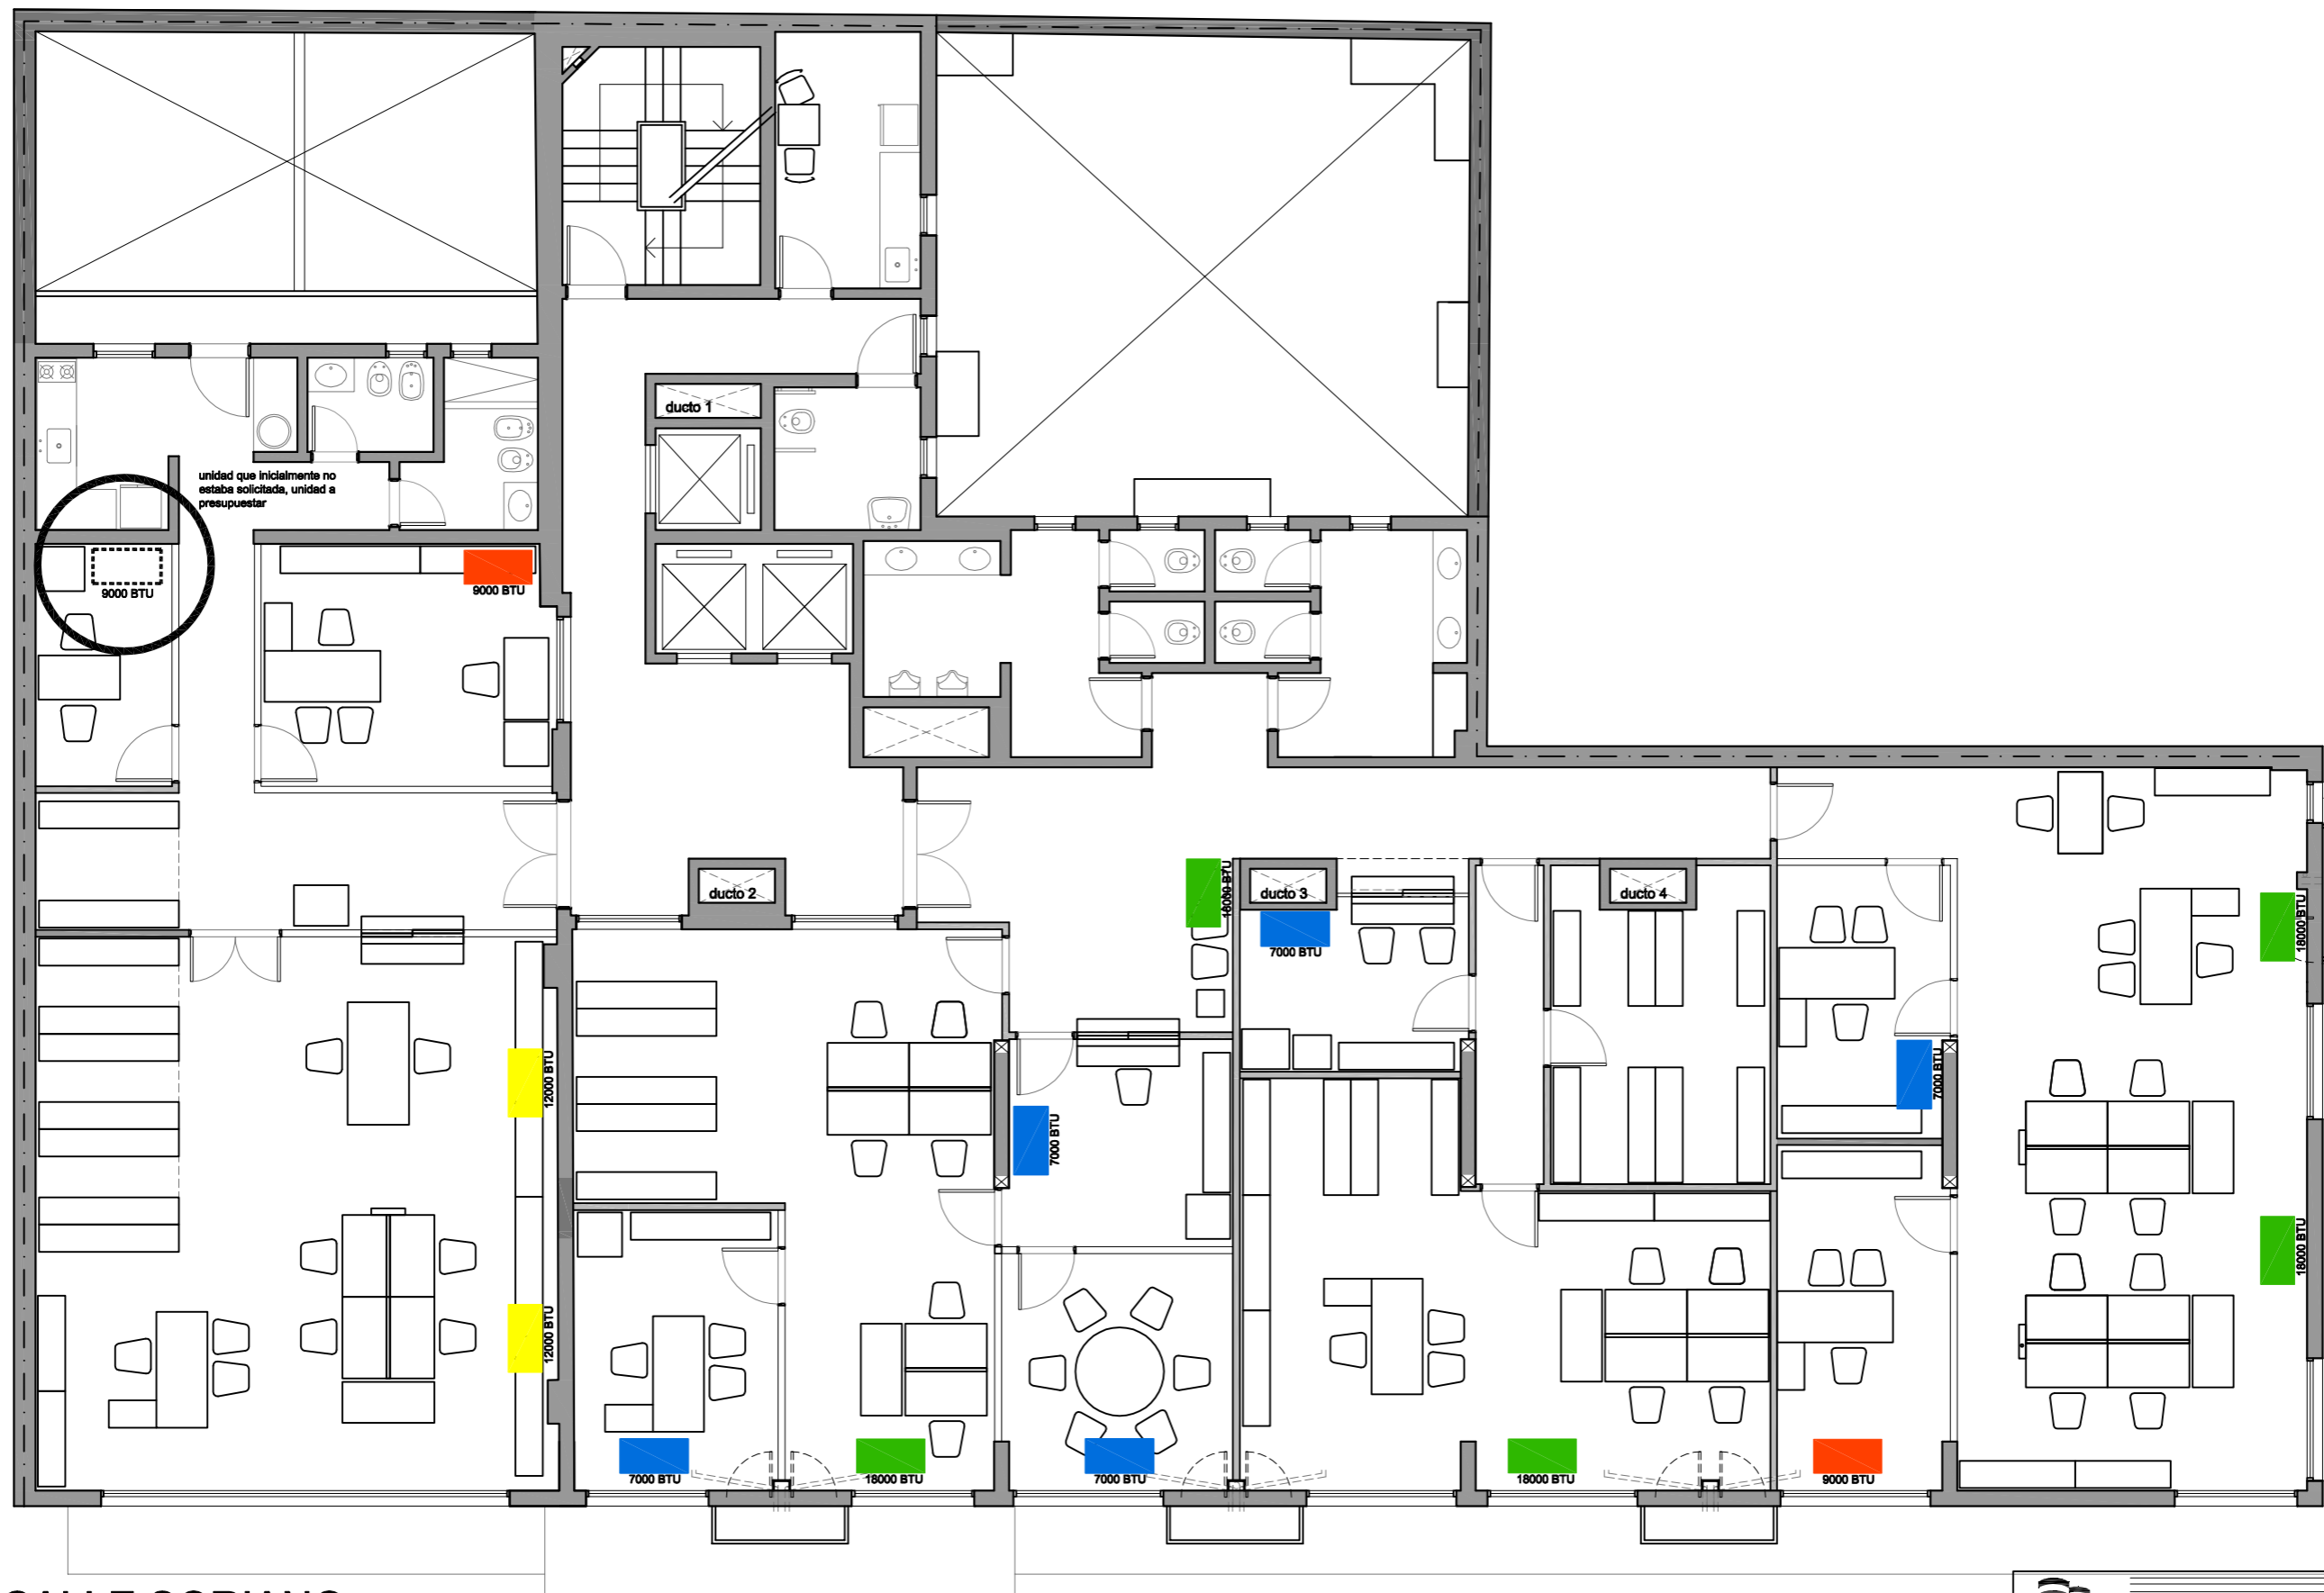 ducto 1
unidad que inicialmente no
estaba solicitada, unidad a
presupuestar
9000 BTU
9000 BTU
ducto 2
18000 BTU
ducto 3
7000 BTU
ducto 4
18000 BTU
12000 BTU
7000 BTU
7000 BTU
18000 BTU
12000 BTU
7000 BTU
18000 BTU
7000 BTU
18000 BTU
9000 BTU
CALLE SORIANO